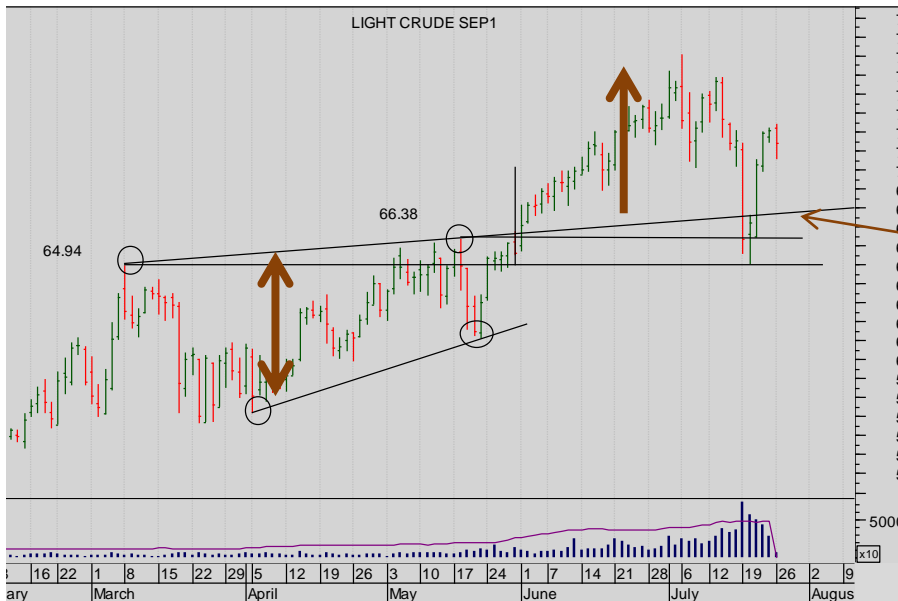 LIGHT CRUDE SEP1
66.38
64.94
5000
x10
16 22 1 8 15 22 29 5 12 19 26 3 10 17 24 1 7 14 21 28 6 12 19 26 2 9
ary March April May June July Augus